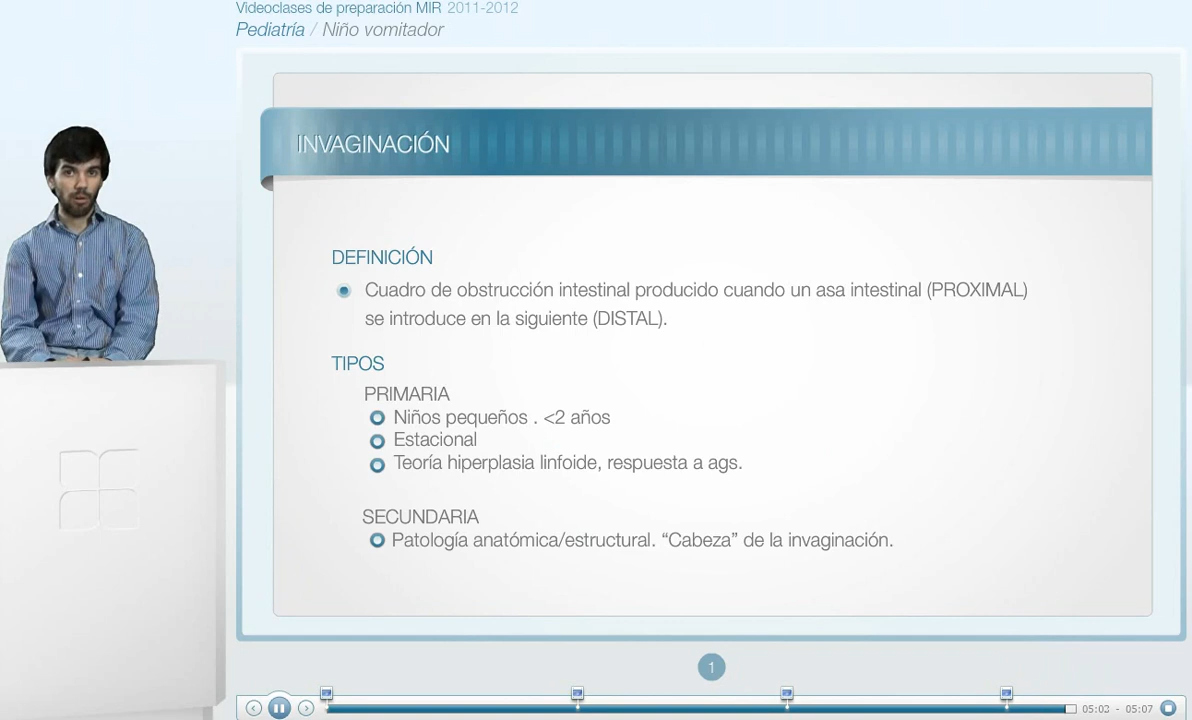 Videoclases de preparación MIR 2011-2012
Pediatría / Niño vomitador
INVAGINACIÓN
DEFINICIÓN
Cuadro de obstrucción intestinal producido cuando un asa intestinal (PROXIMAL)
se introduce en la siguiente (DISTAL).
TIPOS
PRIMARIA
Niños pequeños . <2 años
Estacional
Teoría hiperplasia linfoide, respuesta a ags.
SECUNDARIA
Patología anatómica/estructural. “Cabeza” de la invaginación.
1
05:03 - 05:07